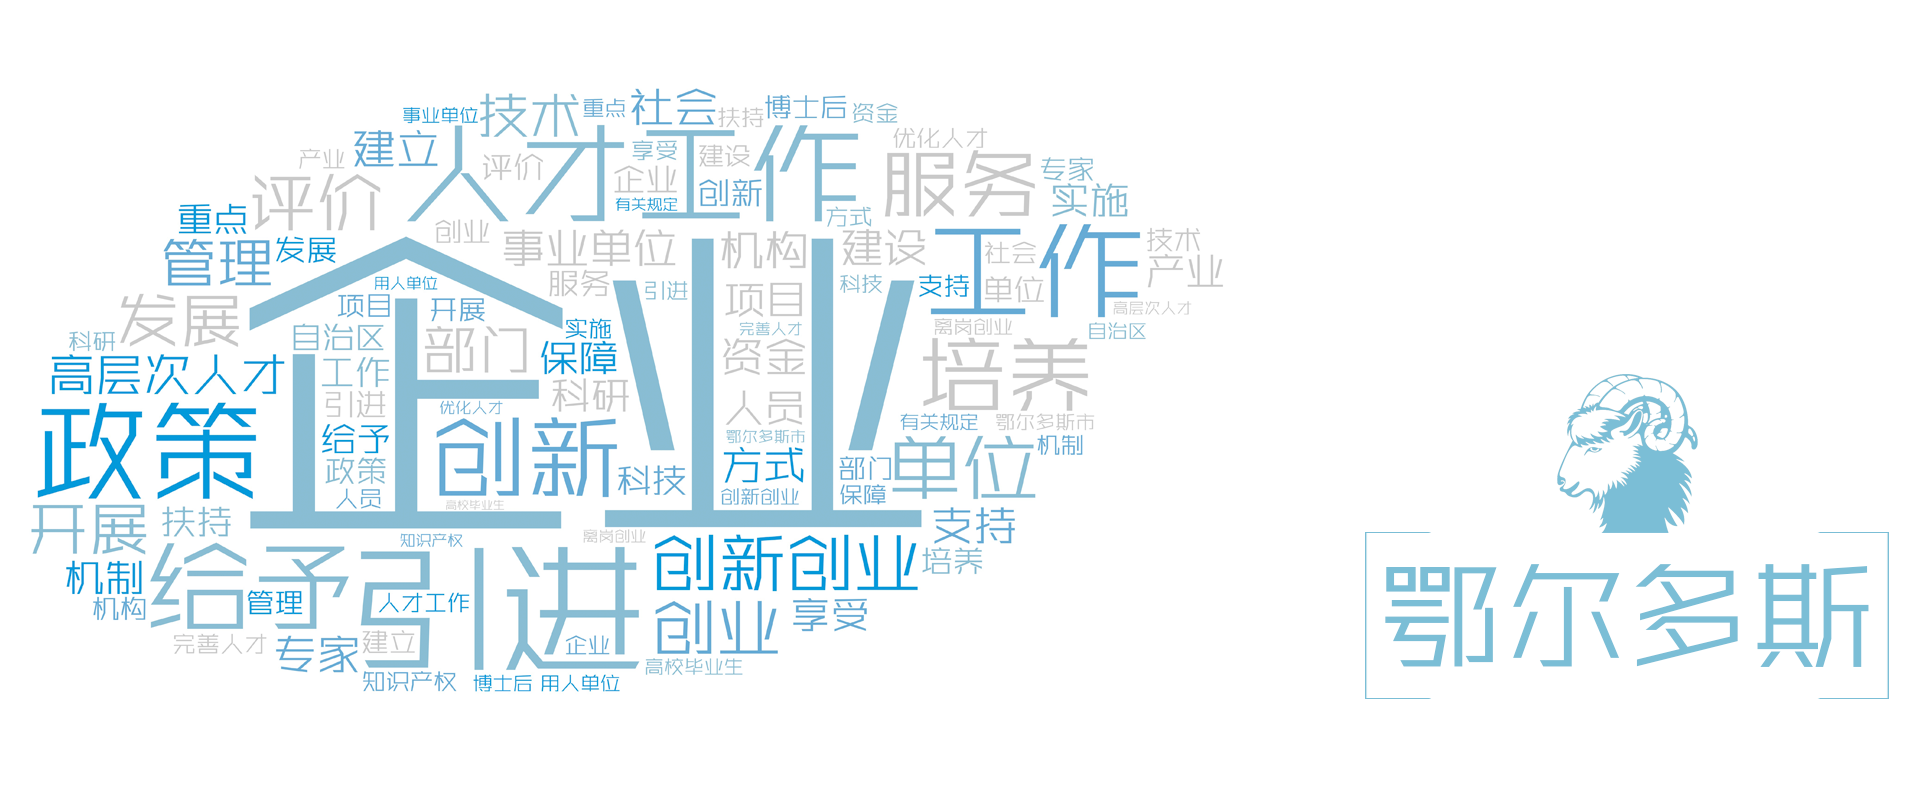 事业单位
技术
重点
社会
扶持
博士后
资金
建立
人才工作
优化人才
产业
评价
享受
建设
专家
评价
企业
创新
服务
实施
重点
有关规定
方式
管理
发展
创业
事业单位
机构
建设
工作
社会
技术
用人单位
服务
引进
项目
科技
支持
单位
产业
发展
企业
项目
开展
高层次人才
科研
自治区
部门
实施
完善人才
离岗创业
自治区
高层次人才
工作
保障
资金
培养
引进
科研
人员
政策
优化人才
给予
创新
鄂尔多斯市
有关规定
鄂尔多斯市
政策
科技
方式
部门
单位
机制
人员
高校毕业生
创新创业
保障
开展
扶持
知识产权
离岗创业
支持
给予
引进
创新创业
培养
机制
机构
管理
人才工作
创业
享受
完善人才
专家
建立
企业
高校毕业生
知识产权
博士后
用人单位
鄂尔多斯